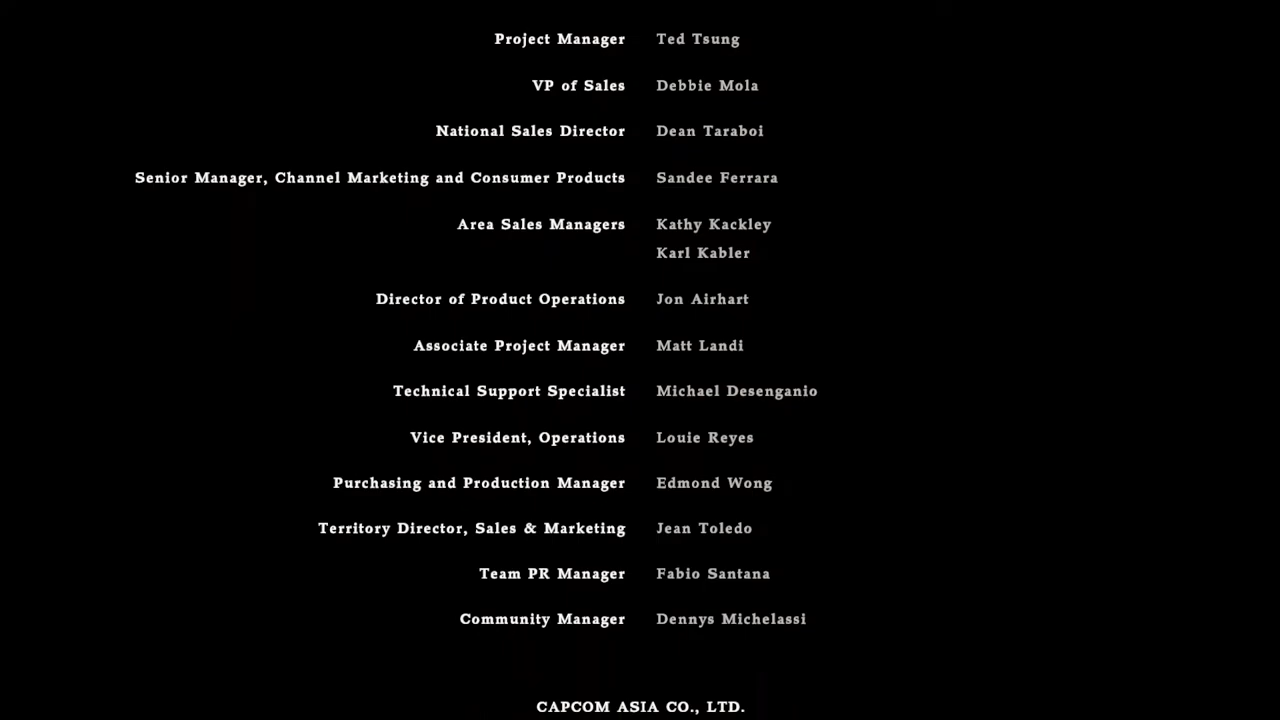 Project Manager Ted Tsung
VP of Sales Debbie Mola
National Sales Director Dean Taraboi
Senior Manager, Channel Marketing and Consumer Products Sandee Ferrara
Area Sales Managers Kathy Kackley
Karl Kabler
Director of Product Operations Jon Airhart
Associate Project Manager Matt Landi
Technical Support Specialist Michael Desenganio
Vice President, Operations Louie Reyes
Purchasing and Production Manager Edmond Wong
Territory Director, Sales & Marketing Jean Toledo
Team PR Manager Fabio Santana
Community Manager Dennys Michelassi
CAPCOM ASIA CO., LTD.